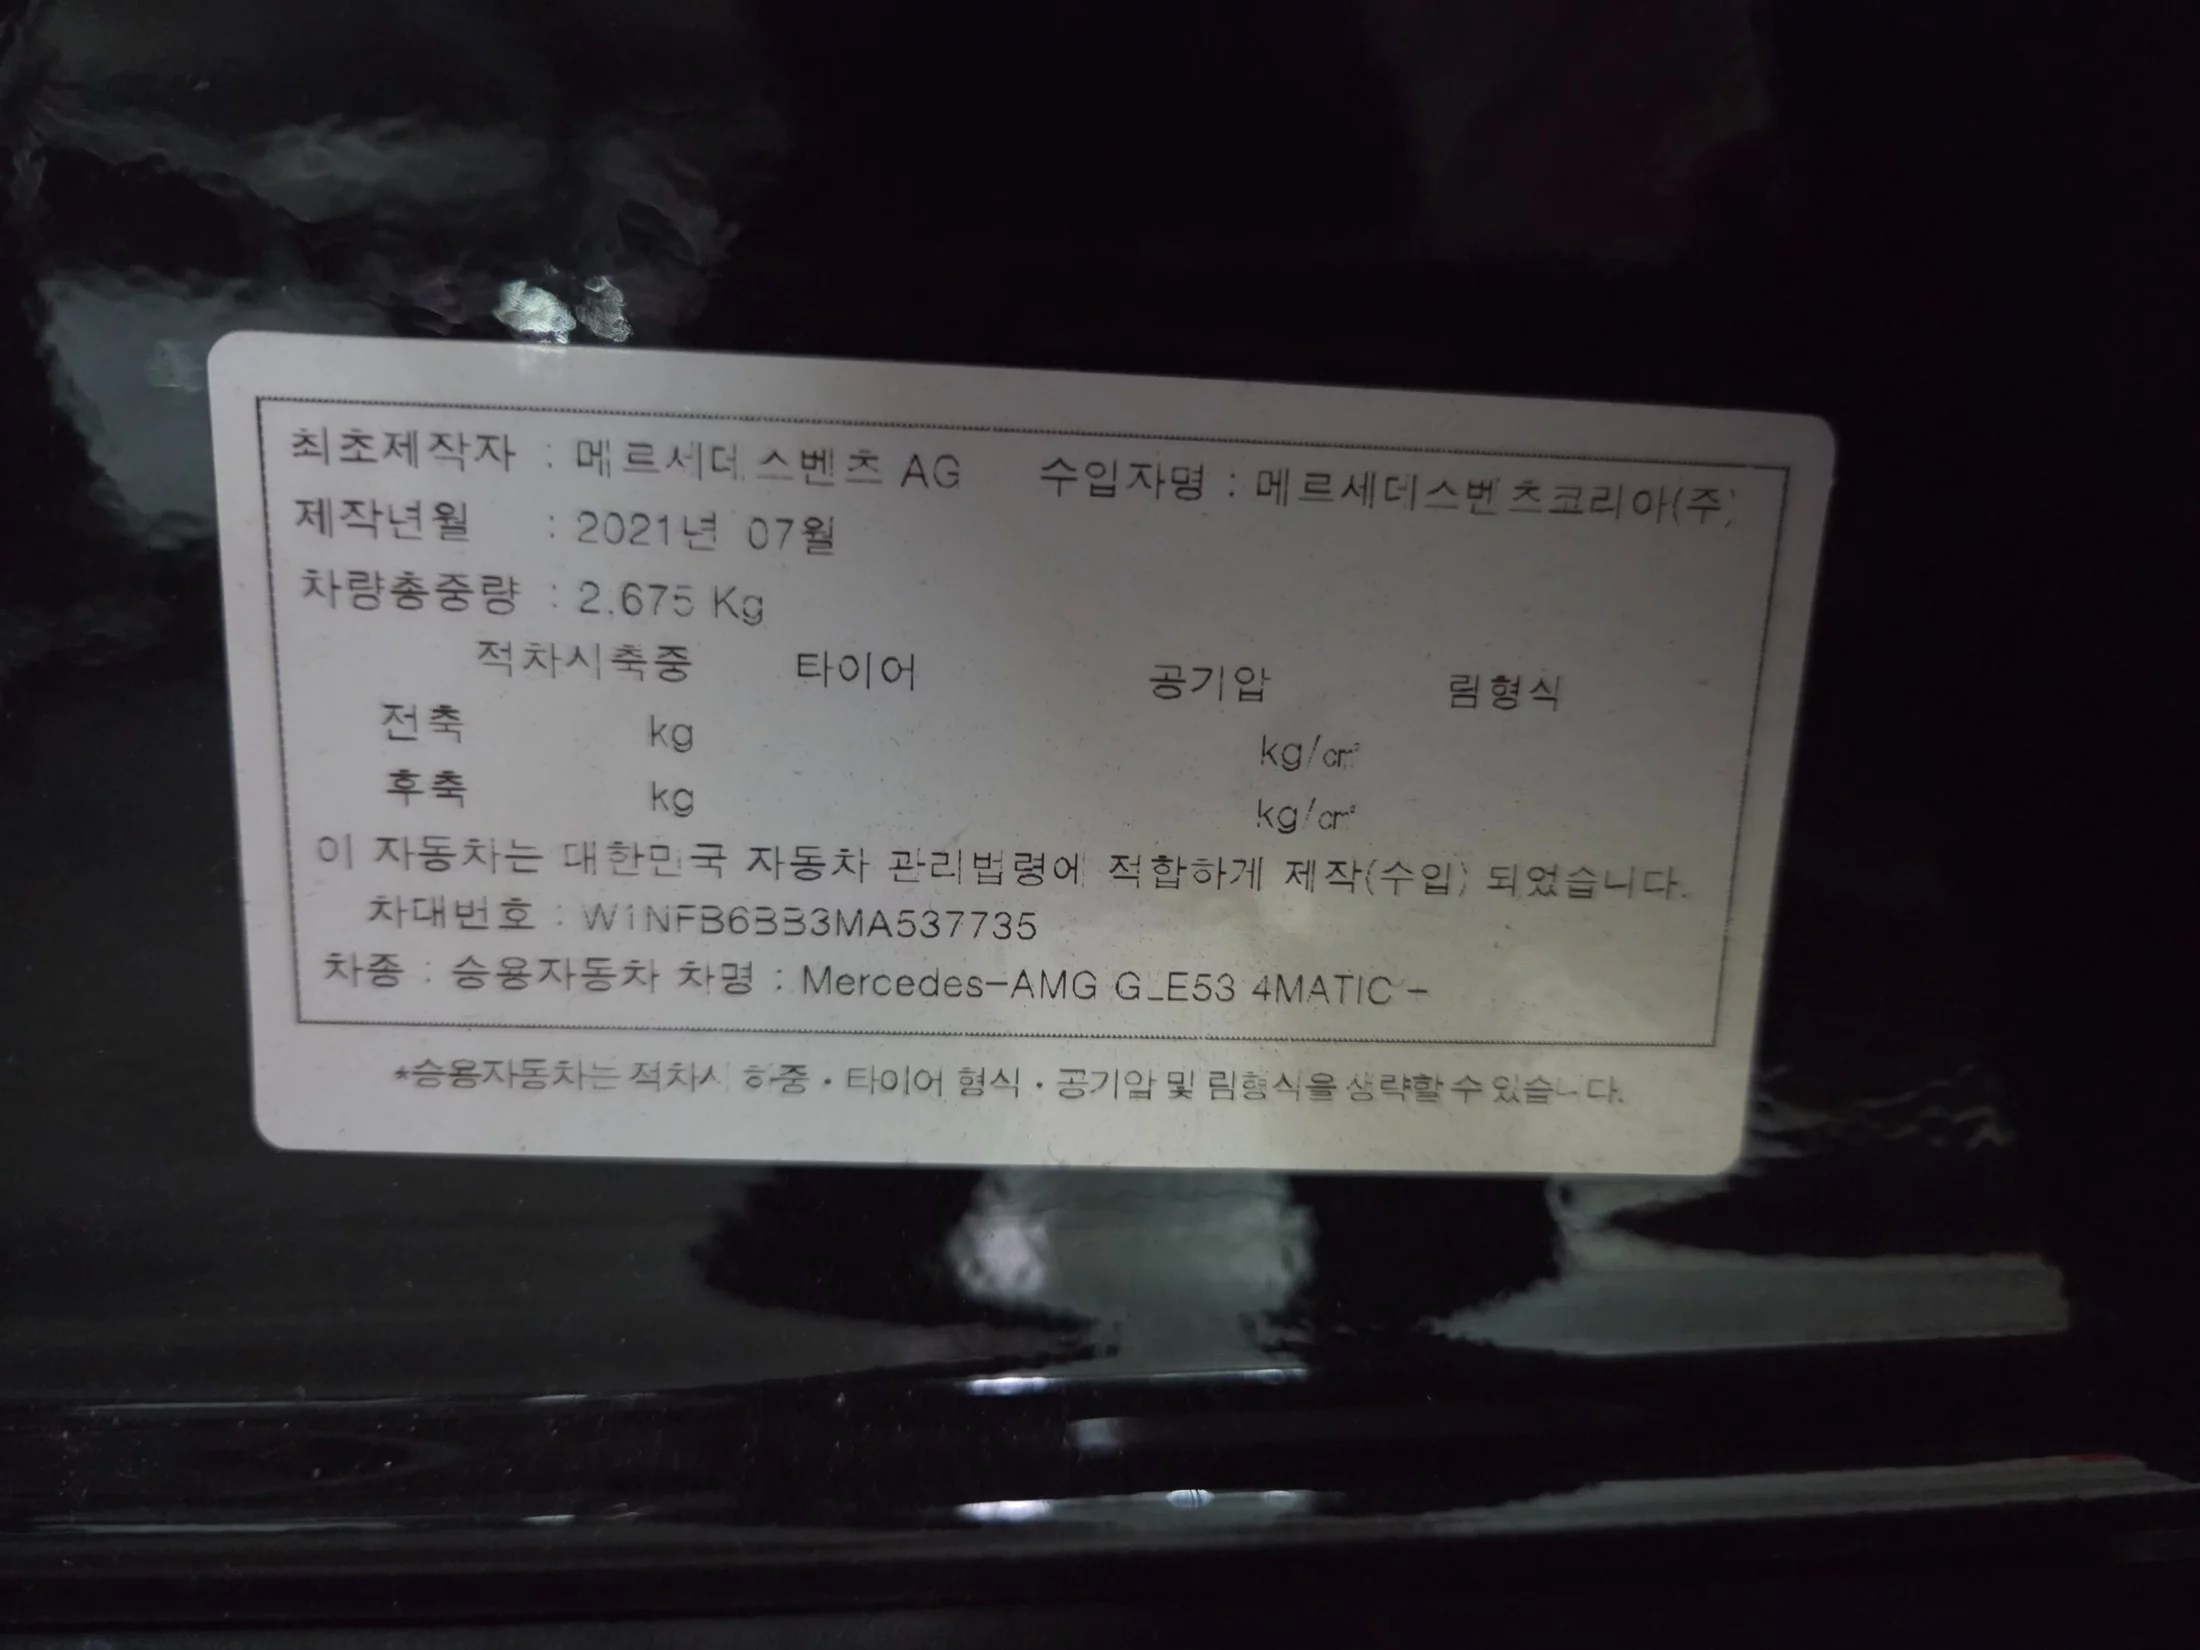 최초제작자 : 메르세데스벤츠 AG 수입자명 : 메르세데스벤츠코리아(주)
제작년월 : 2021년 07월
차량총중량 : 2.675 Kg
적차시축중 타이어 공기압 림형식
전축 kg kg/㎠
후축 kg kg/㎠
이 자동차는 대한민국 자동차 관리법령에 적합하게 제작(수입) 되었습니다.
차대번호 : W1NFB6BB3MA537735
차종 : 승용자동차 차명 : Mercedes-AMG GLE53 4MATIC -
*승용자동차는 적차시 하중·타이어 형식·공기압 및 림형식을 생략할 수 있습니다.